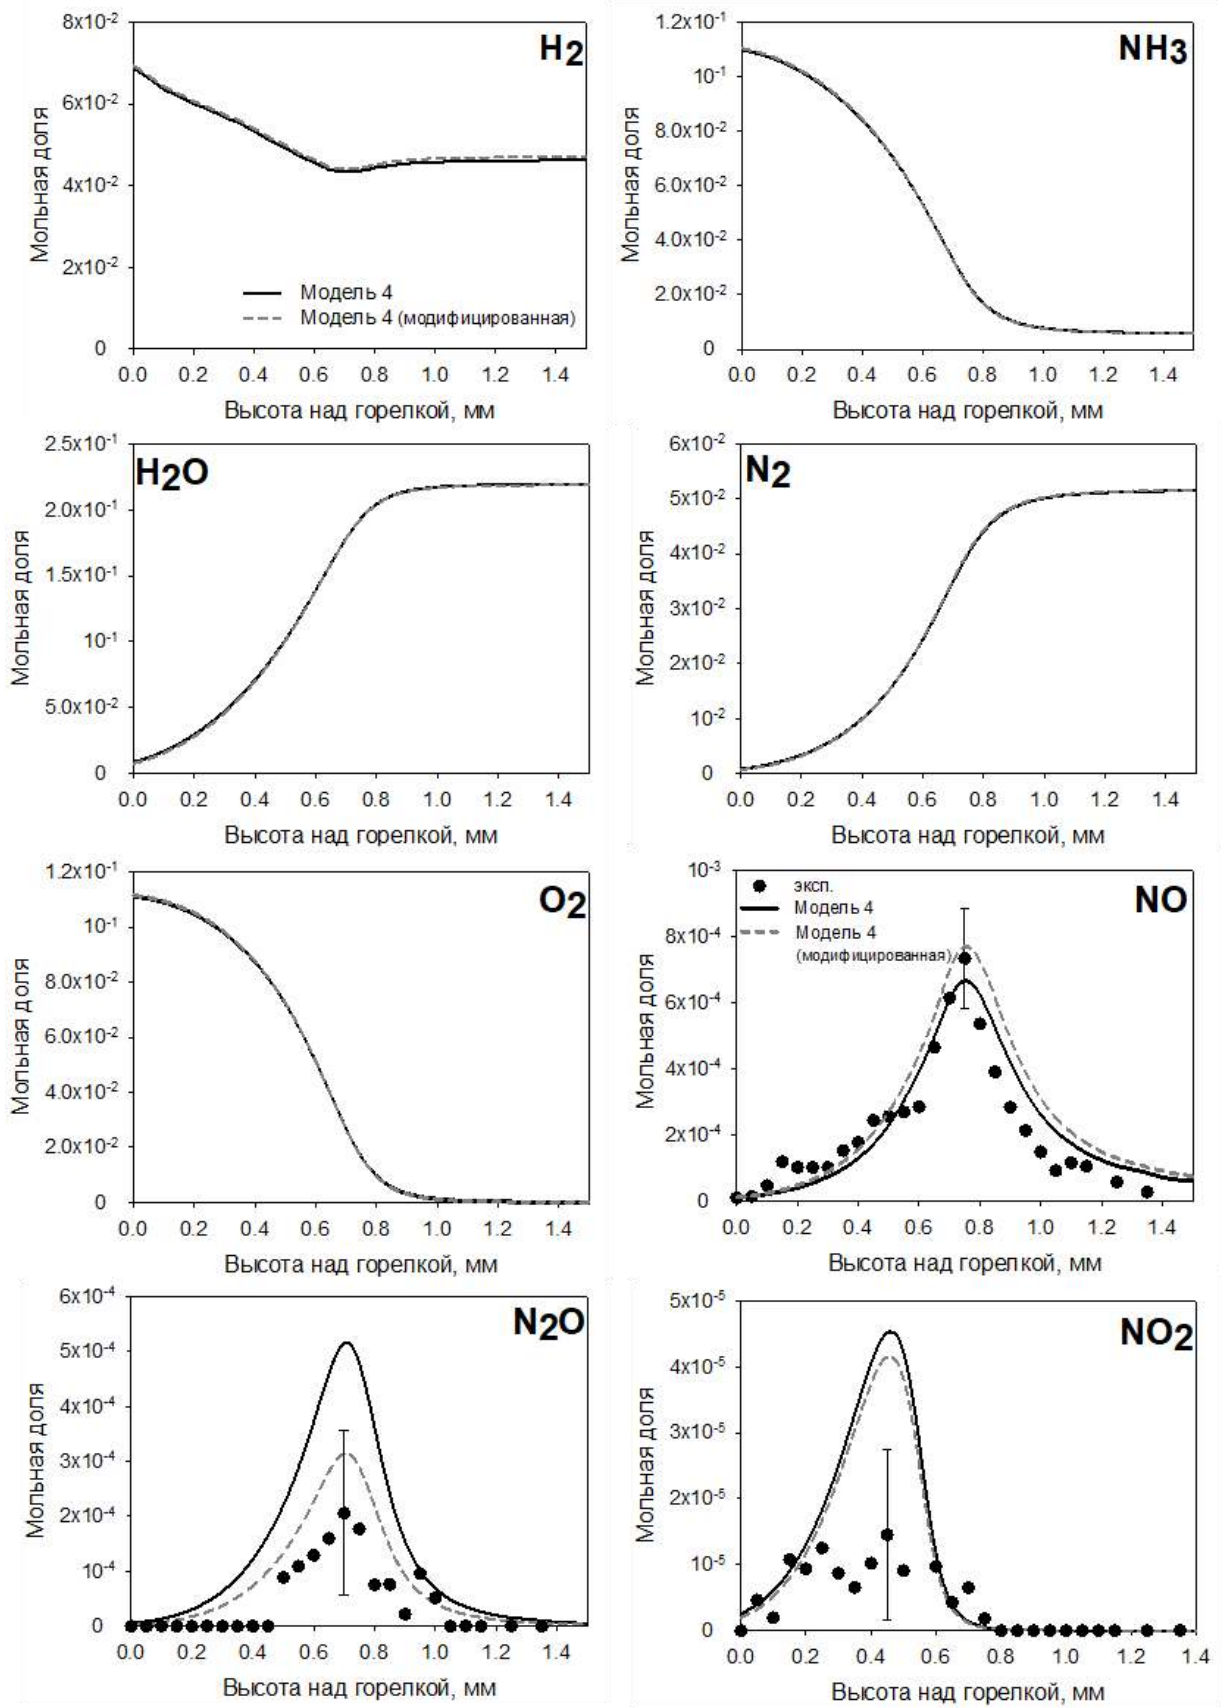 8x10-2
6x10-2
4x10-2
2x10-2
0
Мольная доля
H2
Модель 4
Модель 4 (модифицированная)
0.0 0.2 0.4 0.6 0.8 1.0 1.2 1.4
Высота над горелкой, мм
1.2x10-1
10-1
8.0x10-2
6.0x10-2
4.0x10-2
2.0x10-2
0
Мольная доля
NH3
0.0 0.2 0.4 0.6 0.8 1.0 1.2 1.4
Высота над горелкой, мм
2.5x10-1
2.0x10-1
1.5x10-1
10-1
5.0x10-2
0
Мольная доля
H2O
0.0 0.2 0.4 0.6 0.8 1.0 1.2 1.4
Высота над горелкой, мм
6x10-2
5x10-2
4x10-2
3x10-2
2x10-2
10-2
0
Мольная доля
N2
0.0 0.2 0.4 0.6 0.8 1.0 1.2 1.4
Высота над горелкой, мм
1.2x10-1
10-1
8.0x10-2
6.0x10-2
4.0x10-2
2.0x10-2
0
Мольная доля
O2
0.0 0.2 0.4 0.6 0.8 1.0 1.2 1.4
Высота над горелкой, мм
10-3
8x10-4
6x10-4
4x10-4
2x10-4
0
Мольная доля
эксп.
Модель 4
Модель 4
(модифицированная)
NO
0.0 0.2 0.4 0.6 0.8 1.0 1.2 1.4
Высота над горелкой, мм
6x10-4
5x10-4
4x10-4
3x10-4
2x10-4
10-4
0
Мольная доля
N2O
0.0 0.2 0.4 0.6 0.8 1.0 1.2 1.4
Высота над горелкой, мм
5x10-5
4x10-5
3x10-5
2x10-5
10-5
0
Мольная доля
NO2
0.0 0.2 0.4 0.6 0.8 1.0 1.2 1.4
Высота над горелкой, мм